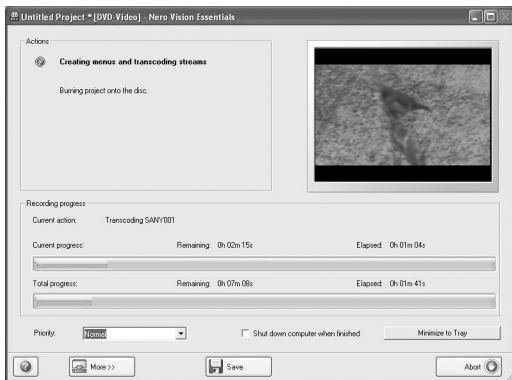 Untitled Project *[DVD-Video] - Nero Vision Essentials
Actions
Creating menus and transcoding streams
Burning project onto the disc.
Recording progress
Current action: Transcoding SANY001
Current progress: Remaining: 0h 02m 15s Elapsed: 0h 01m 04s
Total progress: Remaining: 0h 07m 08s Elapsed: 0h 01m 41s
Priority: Normal Shut down computer when finished Minimize to Tray
More >> Save Abort